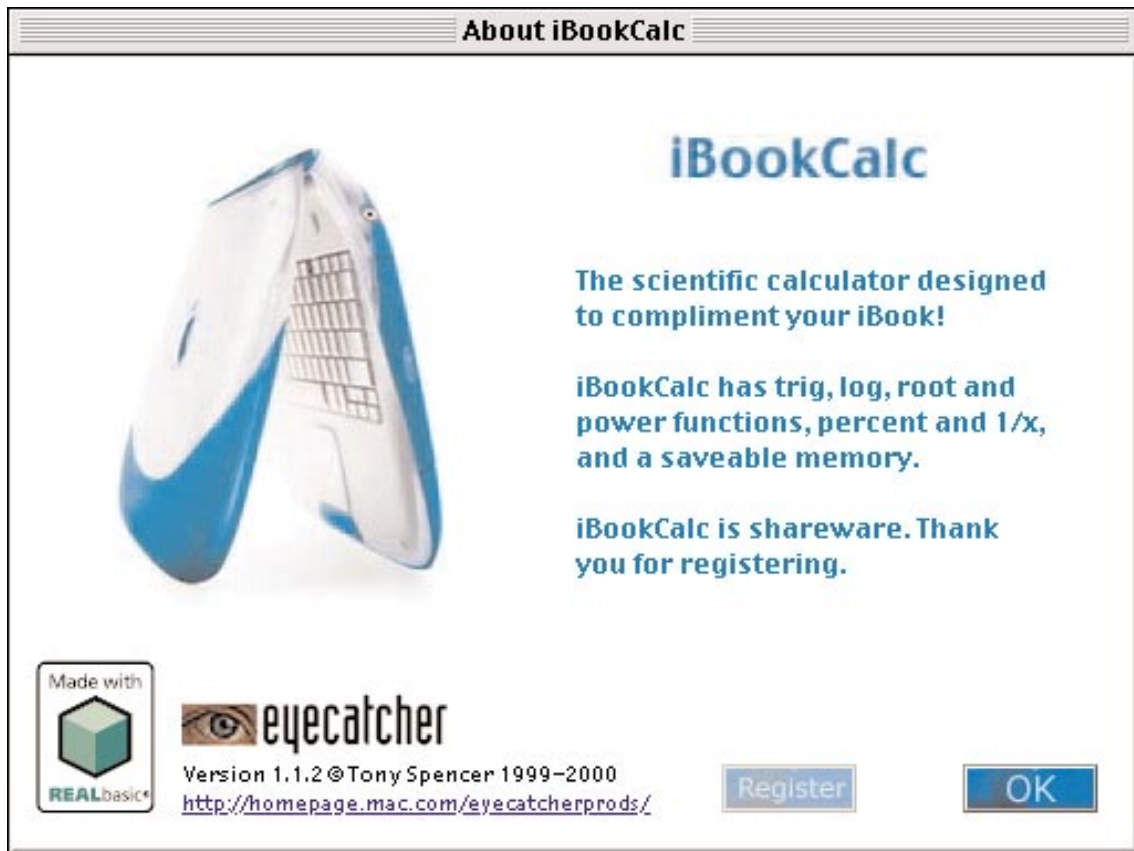 About iBookCalc
iBookCalc
The scientific calculator designed
to compliment your iBook!
iBookCalc has trig, log, root and
power functions, percent and 1/x,
and a saveable memory.
iBookCalc is shareware. Thank
you for registering.
Made with
REALbasic®
eyecatcher
Version 1.1.2 © Tony Spencer 1999-2000
http://homepage.mac.com/eyecatcherprods/
Register
OK